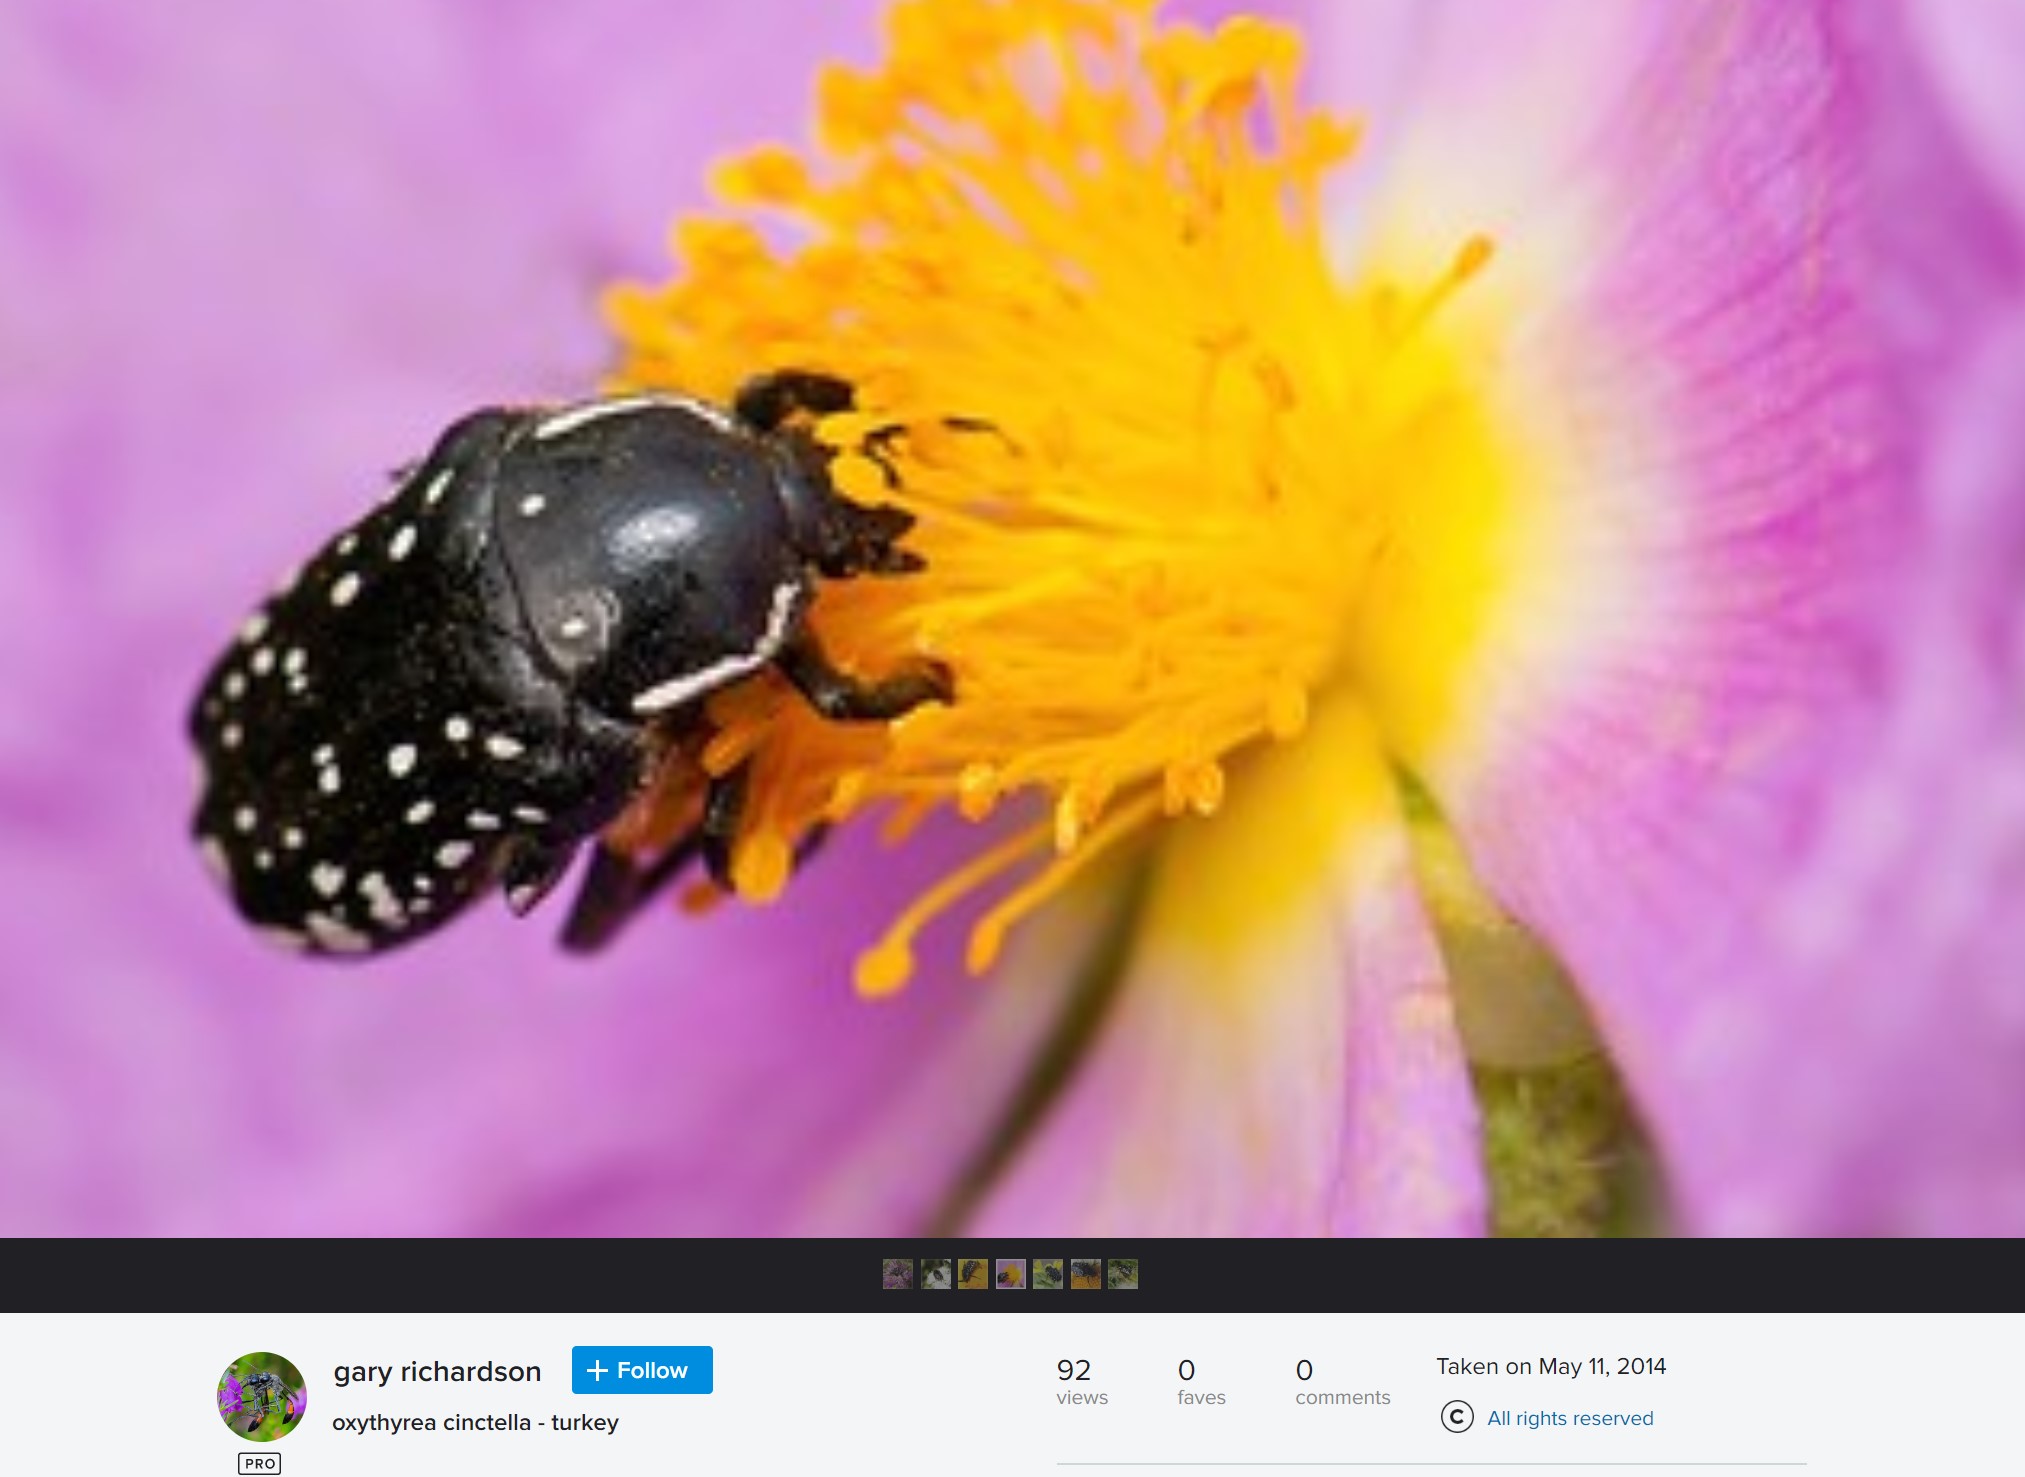 gary richardson
+ Follow
oxythyrea cinctella - turkey
PRO
92
views
0
faves
0
comments
Taken on May 11, 2014
© All rights reserved